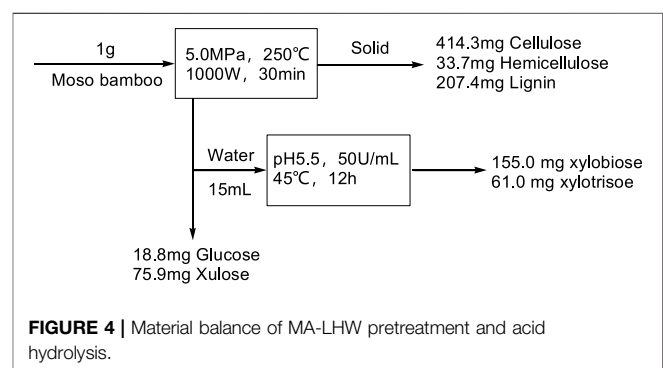 1g
Moso bamboo
5.0MPa, 250℃
1000W, 30min
Solid
414.3mg Cellulose
33.7mg Hemicellulose
207.4mg Lignin
Water
15mL
pH5.5, 50U/mL
45℃, 12h
155.0 mg xylobiose
61.0 mg xylotrisoe
18.8mg Glucose
75.9mg Xulose
FIGURE 4 | Material balance of MA-LHW pretreatment and acid
hydrolysis.